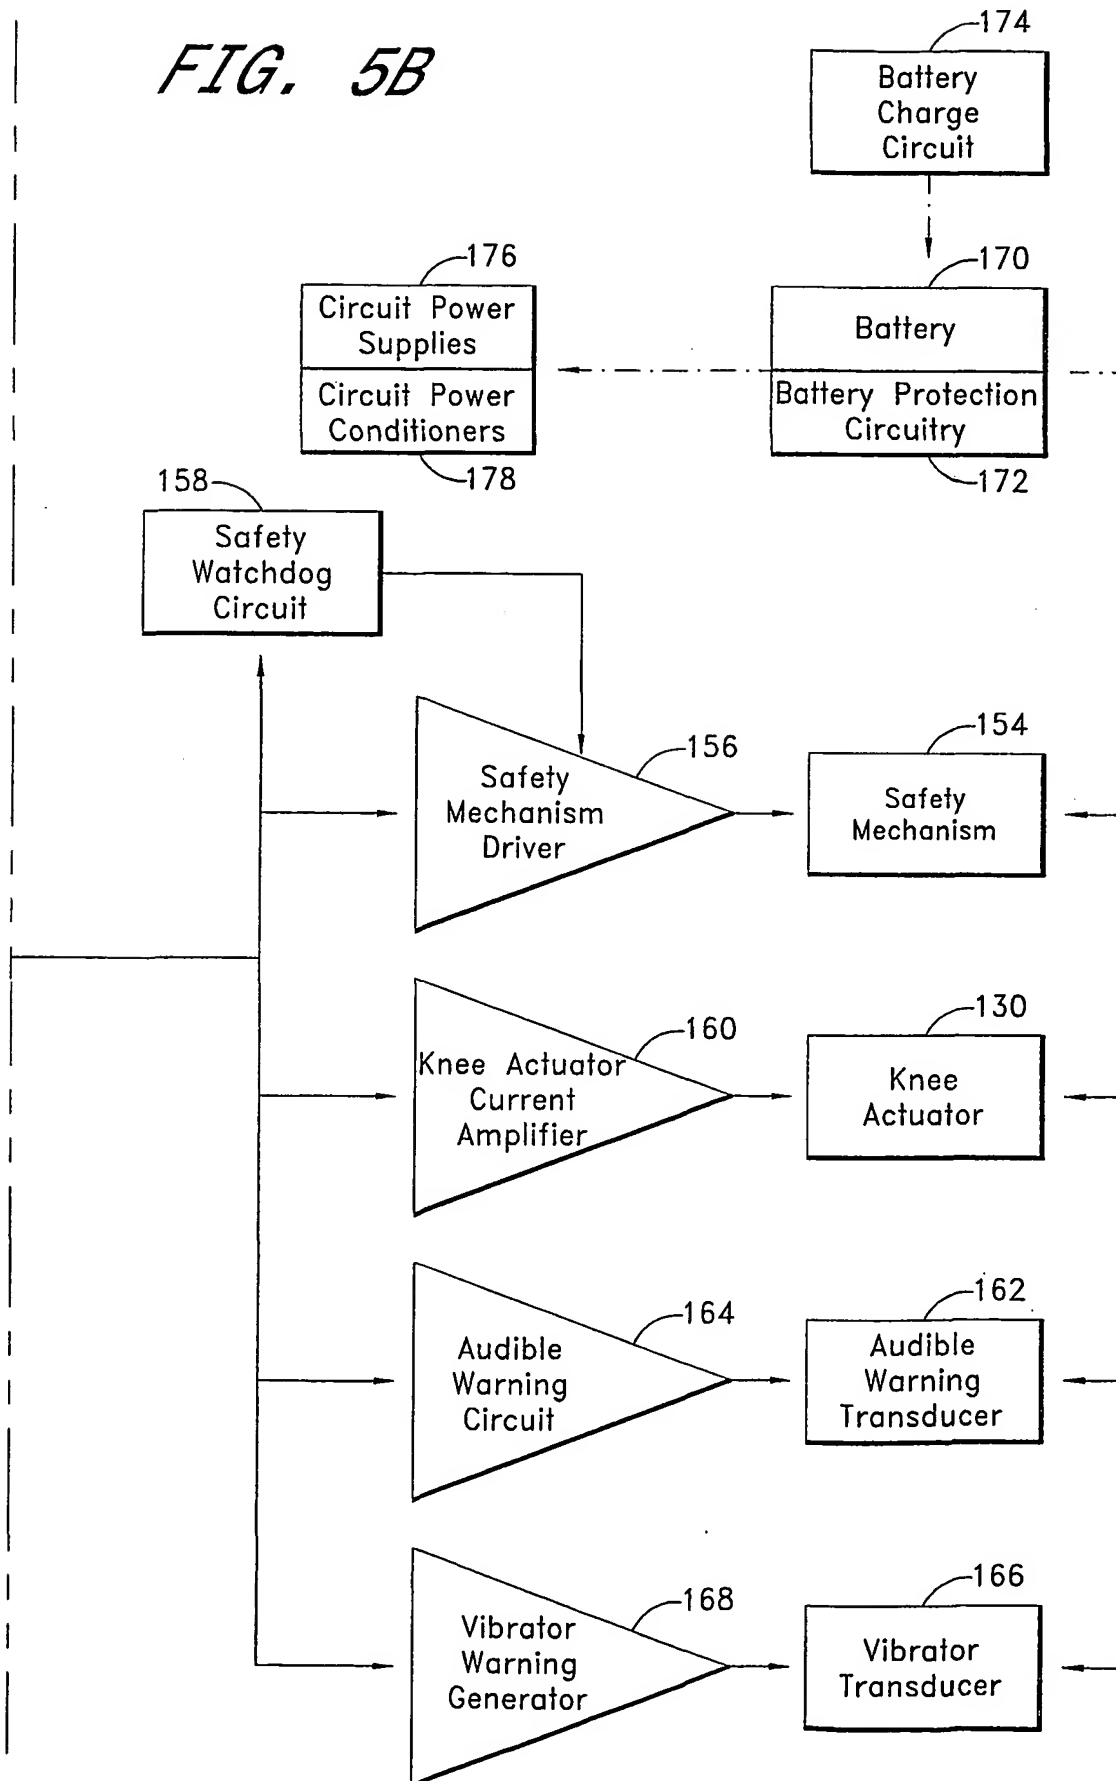 FIG. 5B
174
Battery
Charge
Circuit
176
170
Circuit Power
Supplies
Battery
Circuit Power
Conditioners
Battery Protection
Circuitry
178
172
158
Safety
Watchdog
Circuit
156
154
Safety
Mechanism
Driver
Safety
Mechanism
160
130
Knee Actuator
Current
Amplifier
Knee
Actuator
164
162
Audible
Warning
Circuit
Audible
Warning
Transducer
168
166
Vibrator
Warning
Generator
Vibrator
Transducer